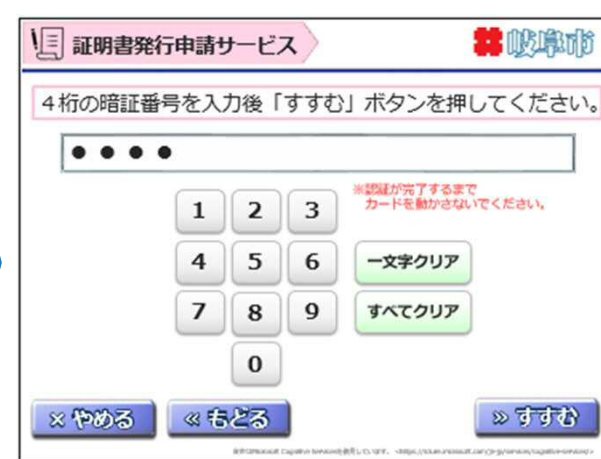 証明書発行申請サービス
岐阜市
4桁の暗証番号を入力後「すすむ」ボタンを押してください。
● ● ● ●
※認証が完了するまで
カードを動かさないでください。
1 2 3
4 5 6 一文字クリア
7 8 9 すべてクリア
0
× やめる « もどる » すすむ